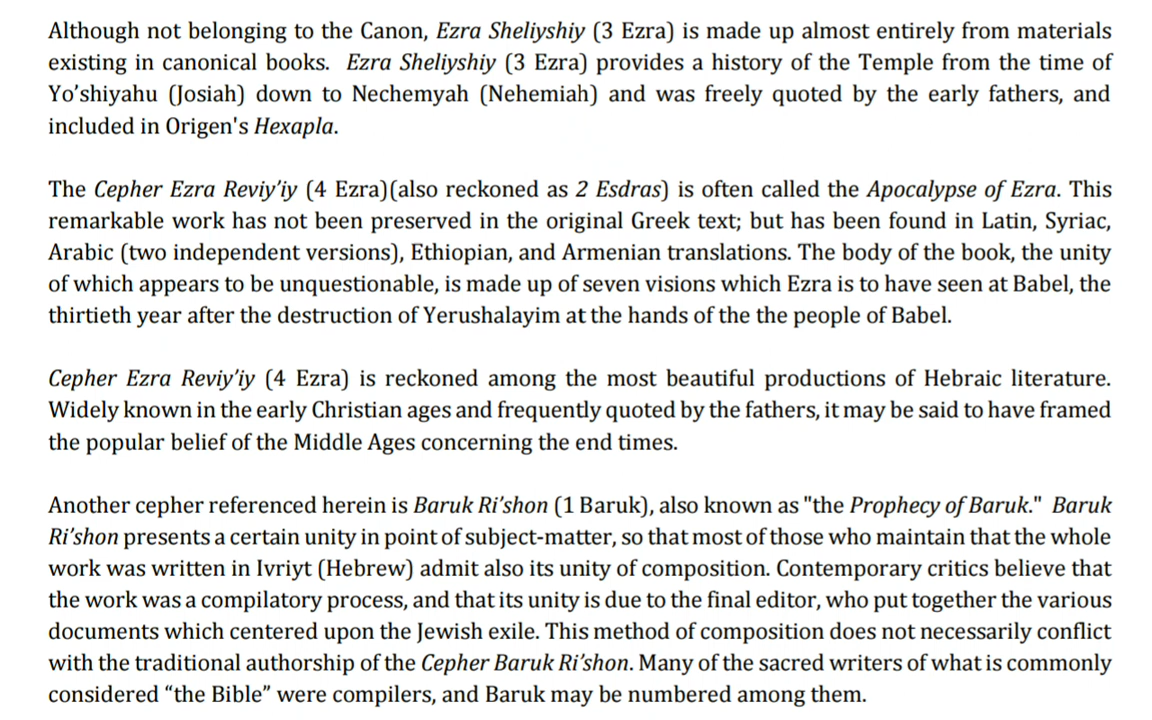 Although not belonging to the Canon, Ezra Sheliyshiy (3 Ezra) is made up almost entirely from materials
existing in canonical books.  Ezra Sheliyshiy (3 Ezra) provides a history of the Temple from the time of
Yo’shiyahu (Josiah) down to Nechemyah (Nehemiah) and was freely quoted by the early fathers, and
included in Origen's Hexapla.

The Cepher Ezra Reviy’iy (4 Ezra)(also reckoned as 2 Esdras) is often called the Apocalypse of Ezra. This
remarkable work has not been preserved in the original Greek text; but has been found in Latin, Syriac,
Arabic (two independent versions), Ethiopian, and Armenian translations. The body of the book, the unity
of which appears to be unquestionable, is made up of seven visions which Ezra is to have seen at Babel, the
thirtieth year after the destruction of Yerushalayim at the hands of the the people of Babel.

Cepher Ezra Reviy’iy (4 Ezra) is reckoned among the most beautiful productions of Hebraic literature.
Widely known in the early Christian ages and frequently quoted by the fathers, it may be said to have framed
the popular belief of the Middle Ages concerning the end times.

Another cepher referenced herein is Baruk Ri’shon (1 Baruk), also known as "the Prophecy of Baruk."  Baruk
Ri’shon presents a certain unity in point of subject-matter, so that most of those who maintain that the whole
work was written in Ivriyt (Hebrew) admit also its unity of composition. Contemporary critics believe that
the work was a compilatory process, and that its unity is due to the final editor, who put together the various
documents which centered upon the Jewish exile. This method of composition does not necessarily conflict
with the traditional authorship of the Cepher Baruk Ri’shon. Many of the sacred writers of what is commonly
considered “the Bible” were compilers, and Baruk may be numbered among them.